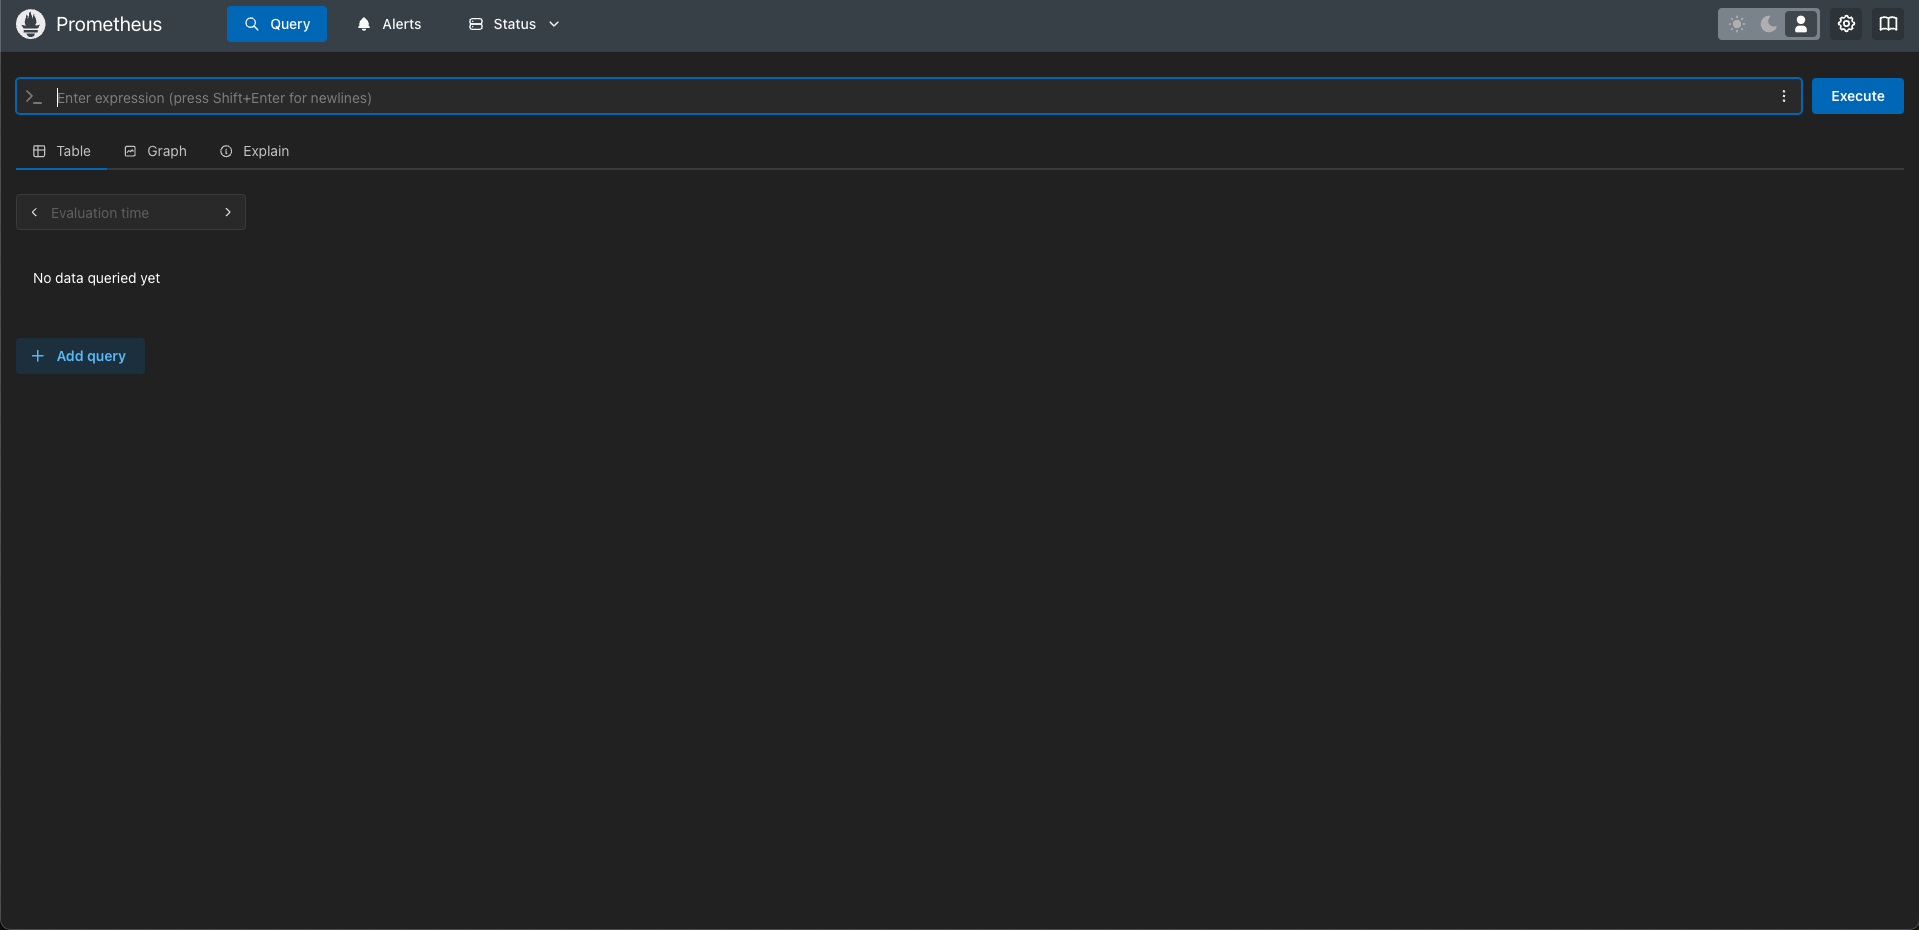 Prometheus
Query
Alerts
Status
Enter expression (press Shift+Enter for newlines)
Execute
Table
Graph
Explain
Evaluation time
No data queried yet
Add query